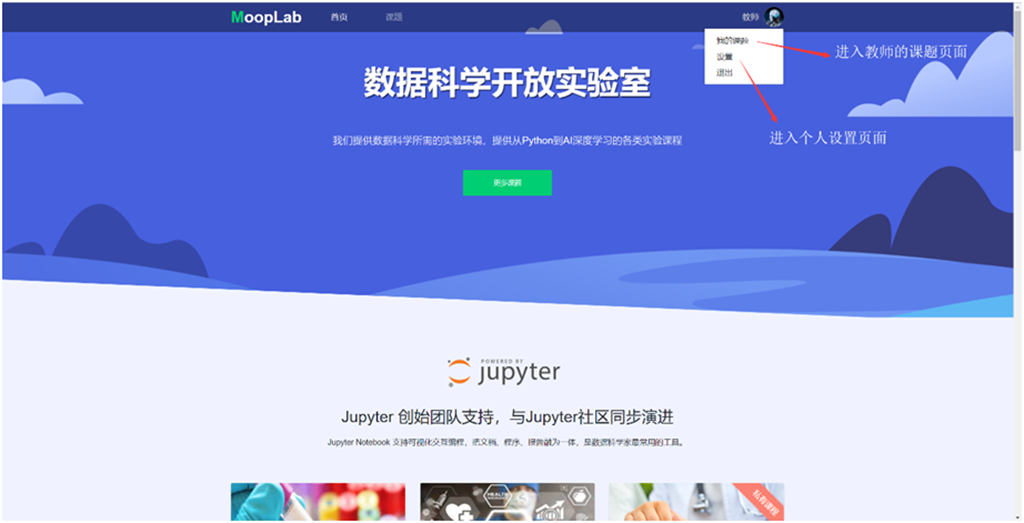 MoopLab
首页
课题
教师
我的课题
设置
退出
进入教师的课题页面
进入个人设置页面
数据科学开放实验室
我们提供数据科学所需的实验环境，提供从Python到AI深度学习的各类实验课程
更多课题
POWERED BY
jupyter
Jupyter 创始团队支持，与Jupyter社区同步演进
Jupyter Notebook 支持可视化交互编程，把文档、程序、报告融为一体，是数据科学家最常用的工具。
HEALTH
私有课程